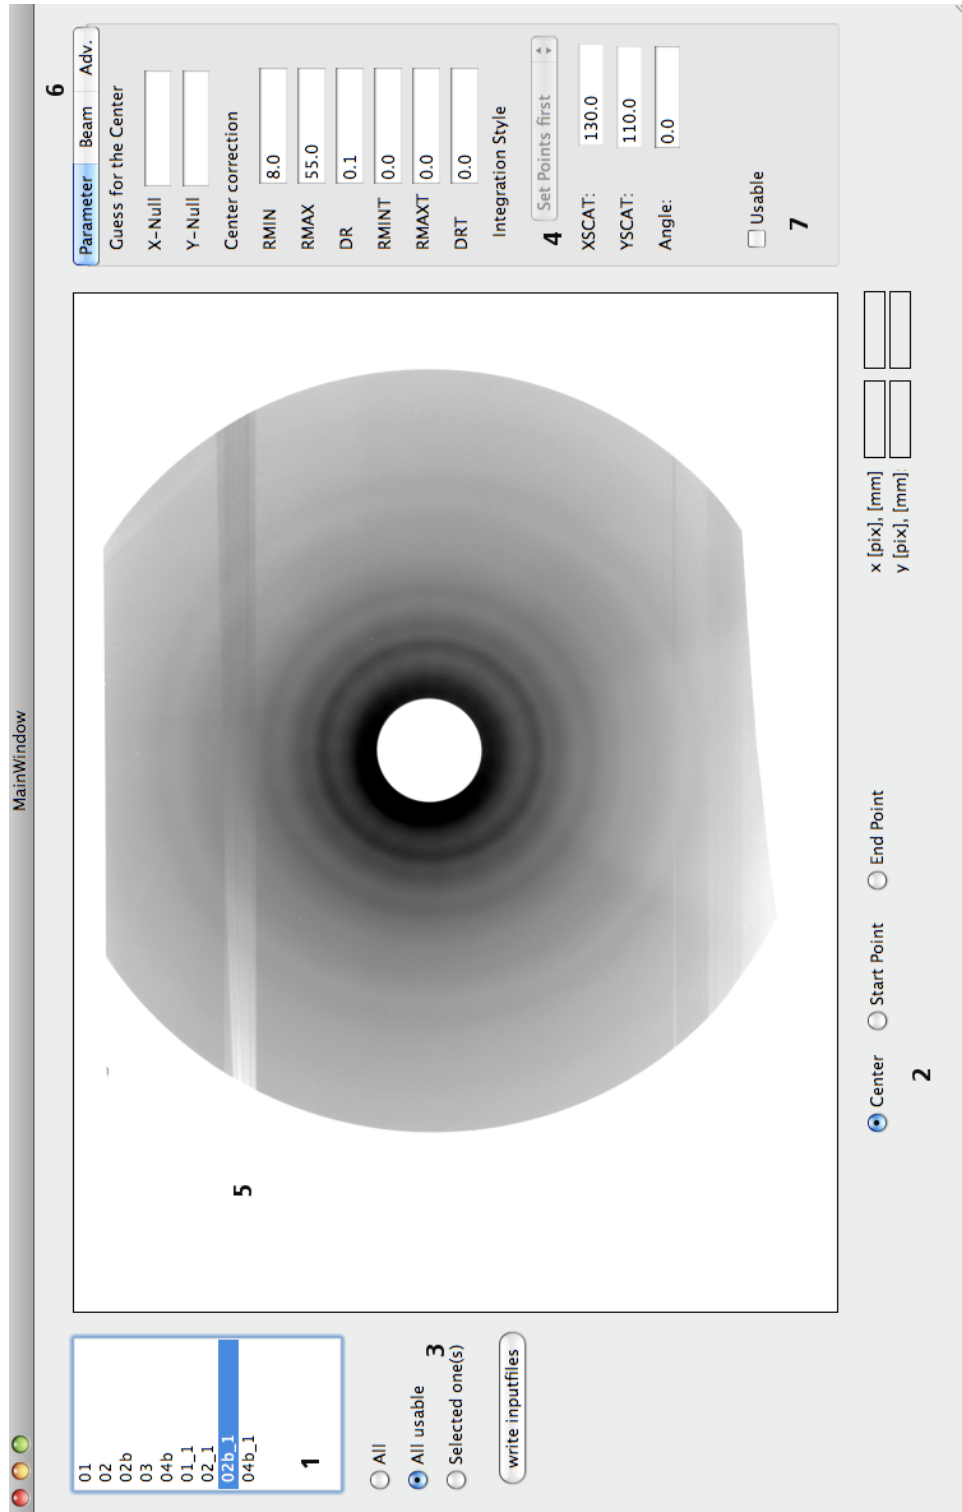 MainWindow
01
02
02b
03
04b
01_1
02_1
02b_1
04b_1
1
All
All usable
3
Selected one(s)
write inputfiles
5
Center
Start Point
End Point
2
x [pix], [mm]
y [pix], [mm]:
6
Parameter Beam Adv.
Guess for the Center
X-Null
Y-Null
Center correction
RMIN 8.0
RMAX 55.0
DR 0.1
RMINT 0.0
RMAXT 0.0
DRT 0.0
Integration Style
4 Set Points first
XSCAT: 130.0
YSCAT: 110.0
Angle: 0.0
Usable
7